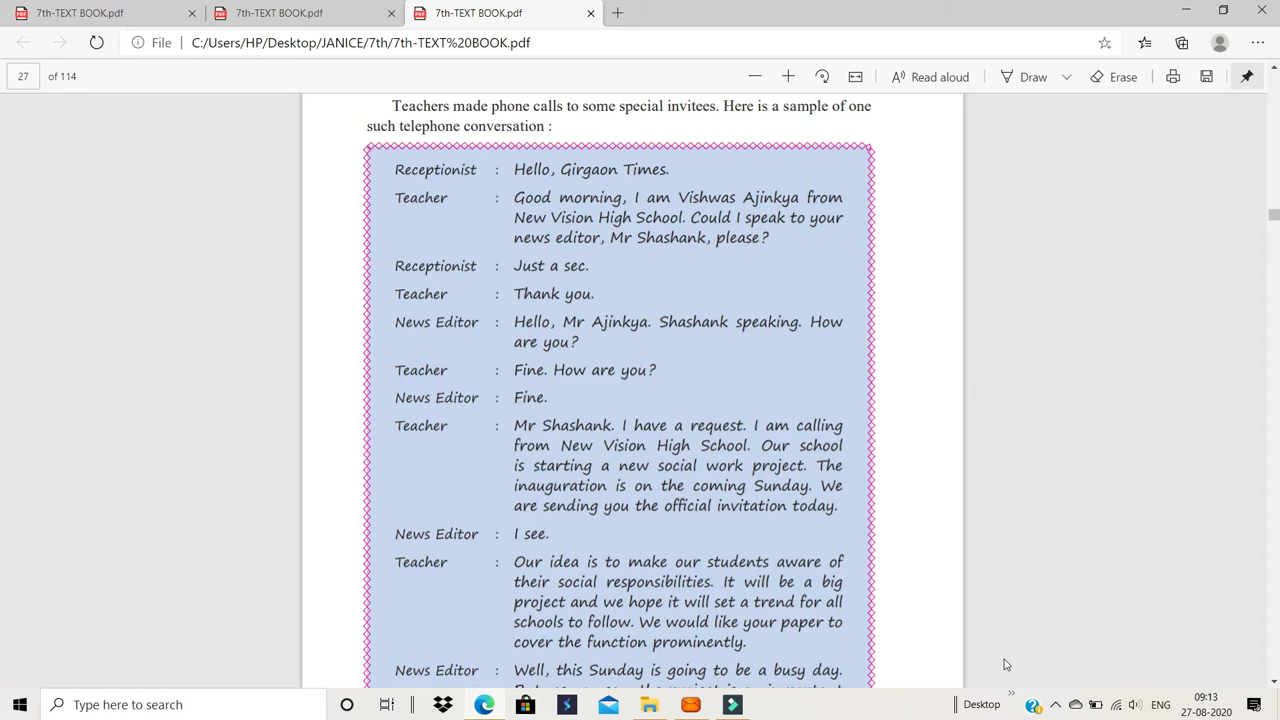 7th-TEXT BOOK.pdf
7th-TEXT BOOK.pdf
7th-TEXT BOOK.pdf
File
C:/Users/HP/Desktop/JANICE/7th/7th-TEXT%20BOOK.pdf
27 of 114
Read aloud
Draw
Erase
Teachers made phone calls to some special invitees. Here is a sample of one
such telephone conversation :
Receptionist : Hello, Girgaon Times.
Teacher : Good morning, I am Vishwas Ajinkya from
New Vision High School. Could I speak to your
news editor, Mr Shashank, please?
Receptionist : Just a sec.
Teacher : Thank you.
News Editor : Hello, Mr Ajinkya. Shashank speaking. How
are you?
Teacher : Fine. How are you?
News Editor : Fine.
Teacher : Mr Shashank. I have a request. I am calling
from New Vision High School. Our school
is starting a new social work project. The
inauguration is on the coming Sunday. We
are sending you the official invitation today.
News Editor : I see.
Teacher : Our idea is to make our students aware of
their social responsibilities. It will be a big
project and we hope it will set a trend for all
schools to follow. We would like your paper to
cover the function prominently.
News Editor : Well, this Sunday is going to be a busy day.
Type here to search
Desktop
ENG
09:13
27-08-2020